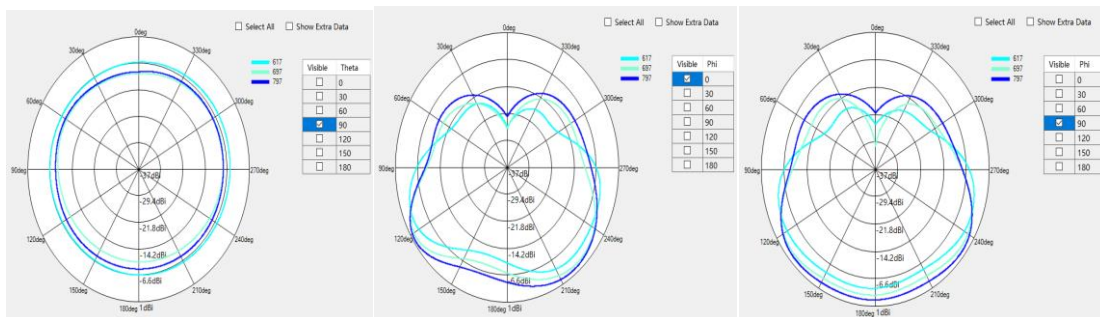 Select All Show Extra Data
0deg
30deg 330deg
60deg 300deg
90deg 270deg
120deg 240deg
150deg 210deg
180deg 1dBi
-37dBi
-29.4dBi
-21.8dBi
-14.2dBi
-6.6dBi
617
697
797
Visible Theta
0
30
60
90
120
150
180
Select All Show Extra Data
0deg
30deg 330deg
60deg 300deg
90deg 270deg
120deg 240deg
150deg 210deg
180deg 1dBi
-37dBi
-29.4dBi
-21.8dBi
-14.2dBi
-6.6dBi
617
697
797
Visible Phi
0
30
60
90
120
150
180
Select All Show Extra Data
0deg
30deg 330deg
60deg 300deg
90deg 270deg
120deg 240deg
150deg 210deg
180deg 1dBi
-37dBi
-29.4dBi
-21.8dBi
-14.2dBi
-6.6dBi
617
697
797
Visible Phi
0
30
60
90
120
150
180